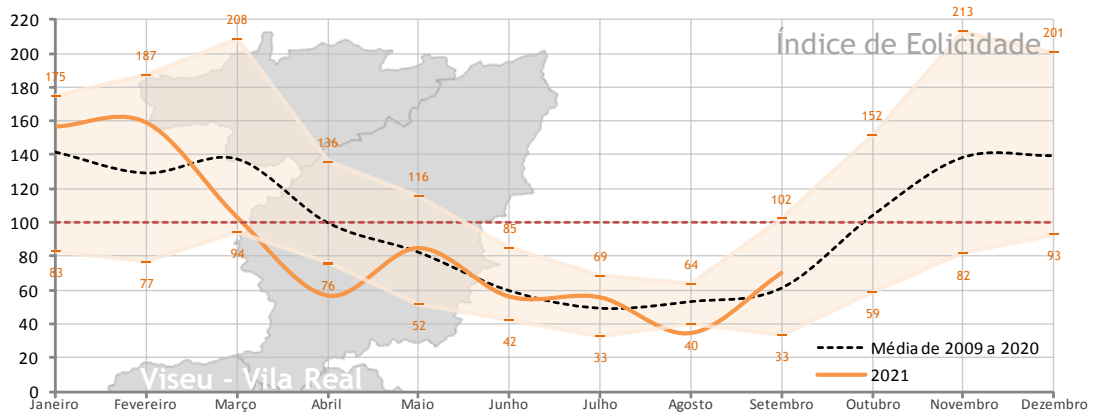 Índice de Eolicidade
220
200
180
160
140
120
100
80
60
40
20
0
175
187
208
136
116
85
69
64
102
152
213
201
83
77
94
76
52
42
33
40
33
59
82
93
Média de 2009 a 2020
2021
Viseu - Vila Real
Janeiro
Fevereiro
Março
Abril
Maio
Junho
Julho
Agosto
Setembro
Outubro
Novembro
Dezembro